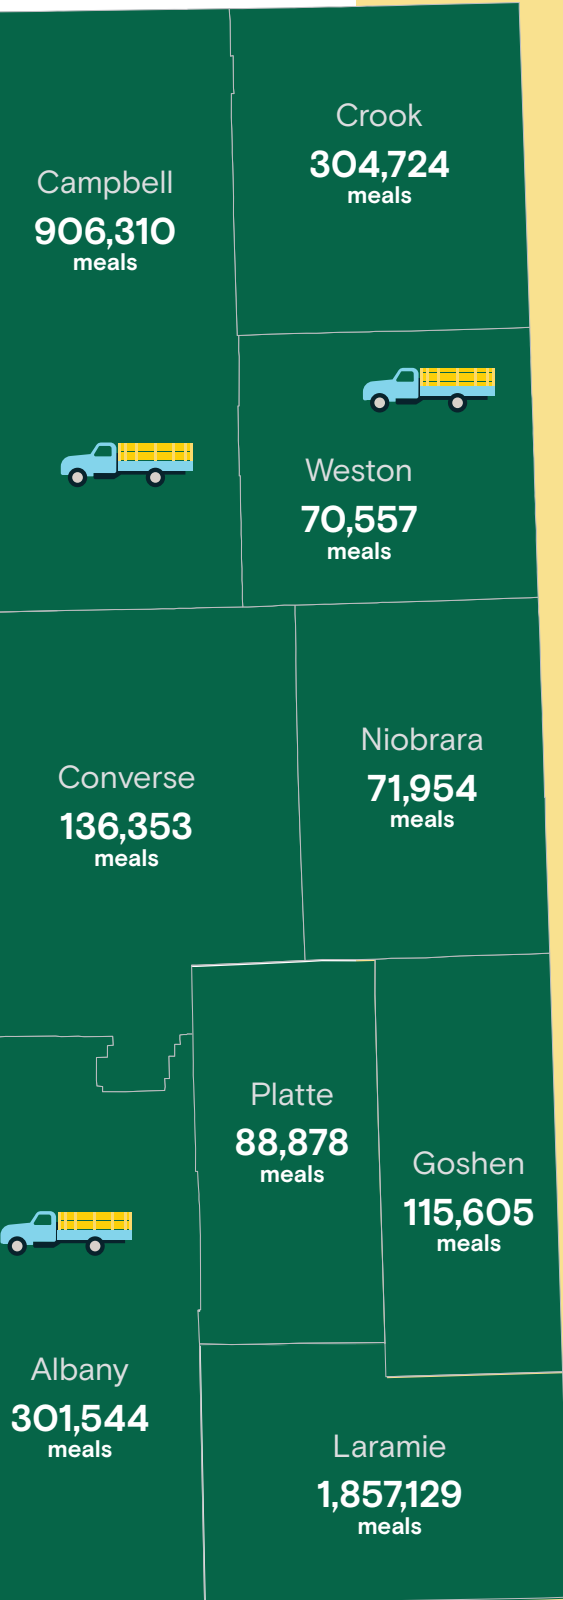 Crook
304,724
meals
Campbell
906,310
meals
Weston
70,557
meals
Niobrara
71,954
meals
Converse
136,353
meals
Platte
88,878
meals
Goshen
115,605
meals
Albany
301,544
meals
Laramie
1,857,129
meals